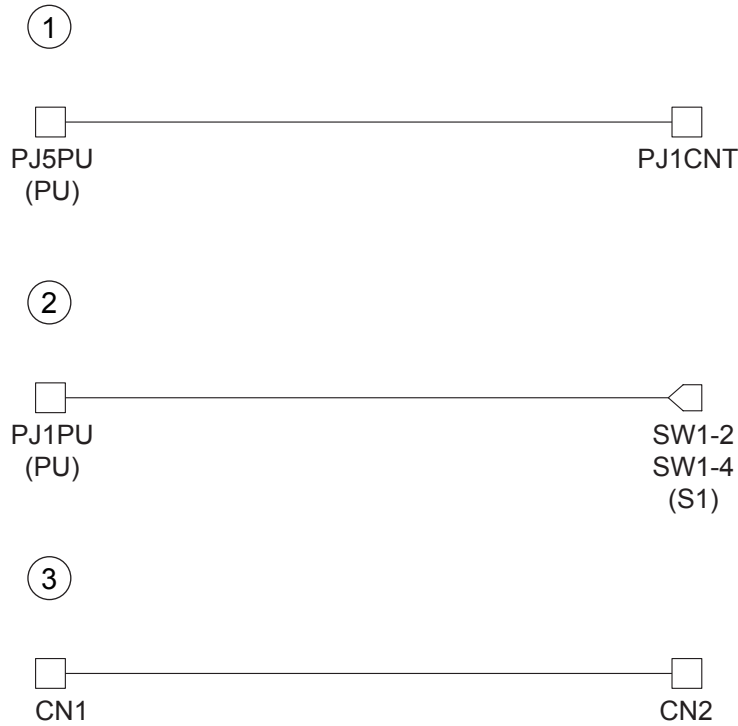 1
PJ5PU
(PU)
PJ1CNT
2
PJ1PU
(PU)
SW1-2
SW1-4
(S1)
3
CN1
CN2